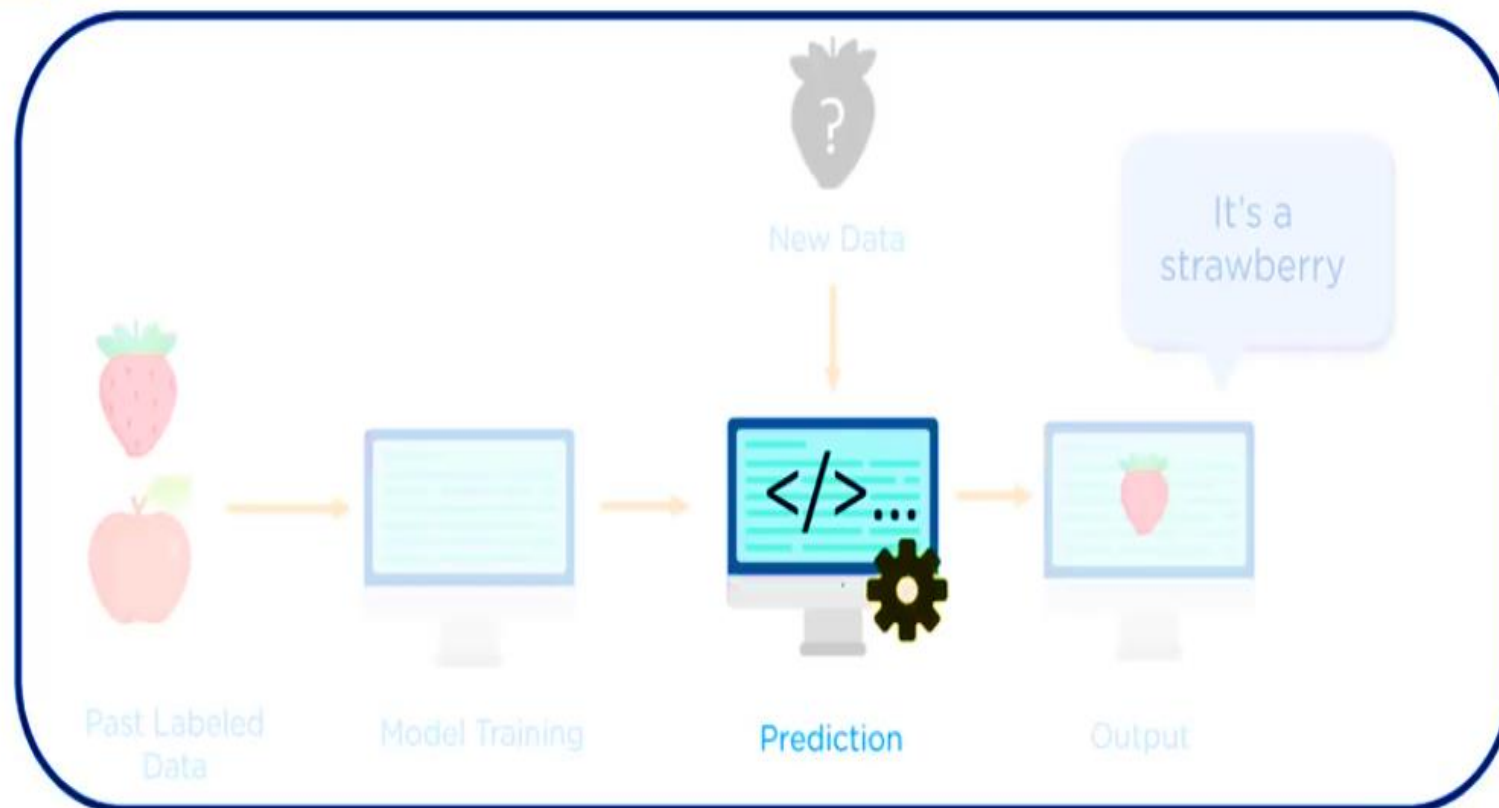 ?
New Data
It's a
strawberry
</>...
Past Labeled
Data
Model Training
Prediction
Output